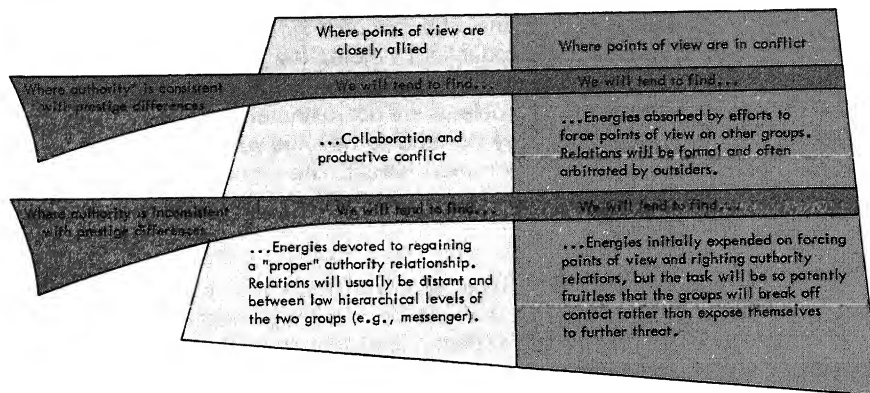 Where points of view are
closely allied
Where points of view are in conflict
Where authority* is consistent
with prestige differences
We will tend to find...
We will tend to find...
...Collaboration and
productive conflict
...Energies absorbed by efforts to
force points of view on other groups.
Relations will be formal and often
arbitrated by outsiders.
Where authority is inconsistent
with prestige differences
We will tend to find...
We will tend to find...
...Energies devoted to regaining
a "proper" authority relationship.
Relations will usually be distant and
between low hierarchical levels of
the two groups (e.g., messenger).
...Energies initially expended on forcing
points of view and righting authority
relations, but the task will be so patently
fruitless that the groups will break off
contact rather than expose themselves
to further threat.